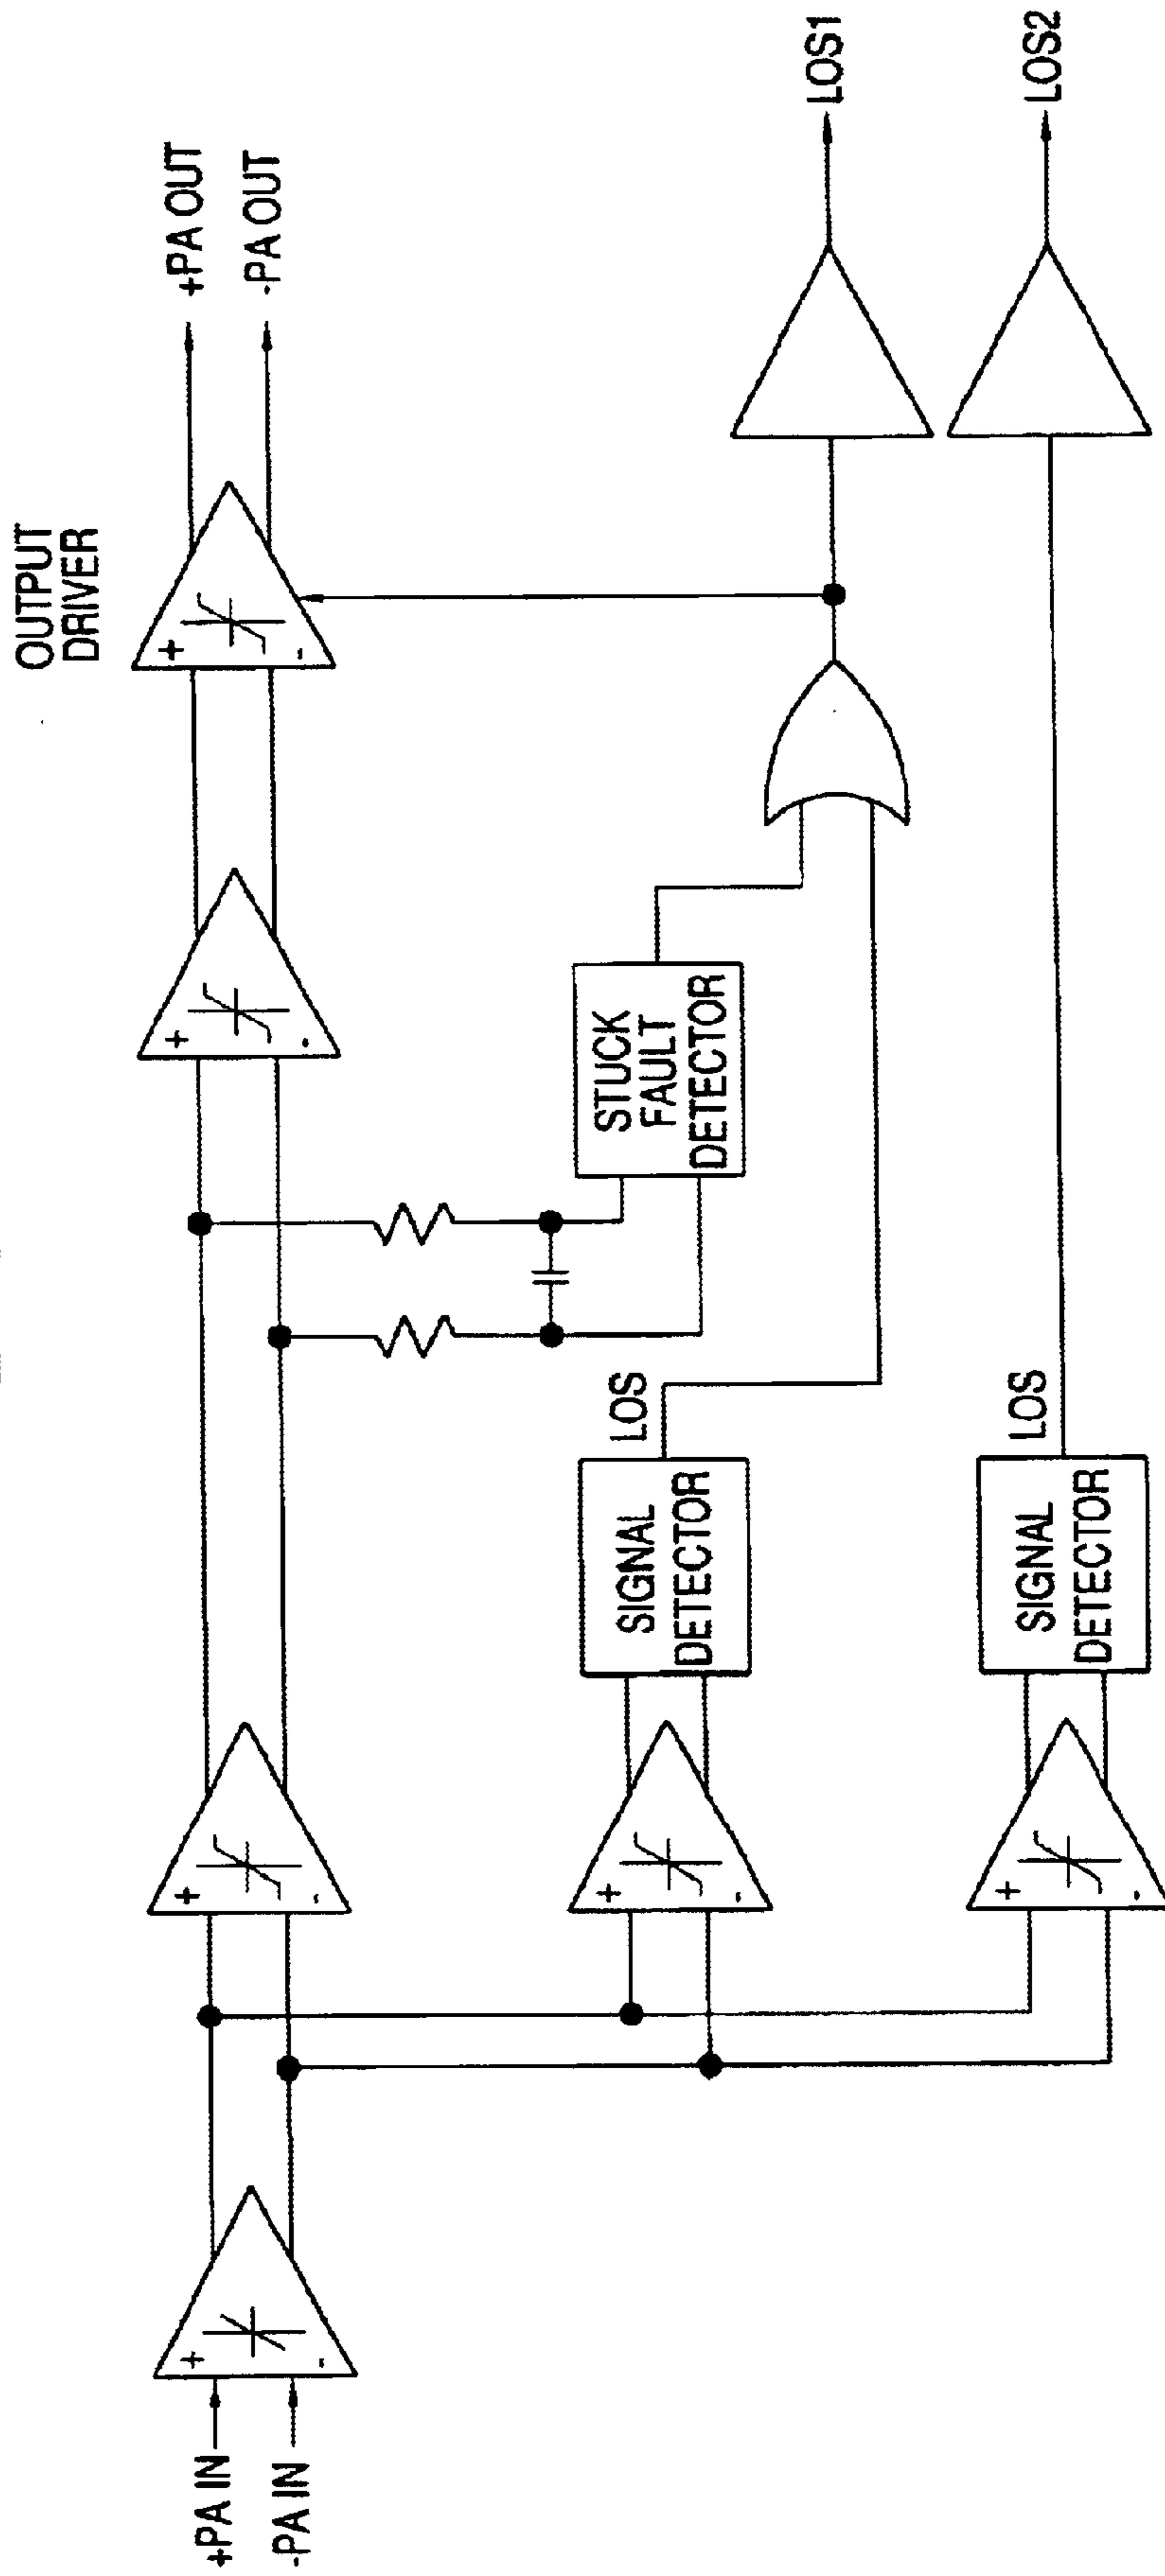 OUTPUT
DRIVER
+PA OUT
-PA OUT
+PA IN
-PA IN
+
-
+
-
+
-
+
-
STUCK
FAULT
DETECTOR
LOS
SIGNAL
DETECTOR
+
-
LOS1
LOS
SIGNAL
DETECTOR
+
-
LOS2